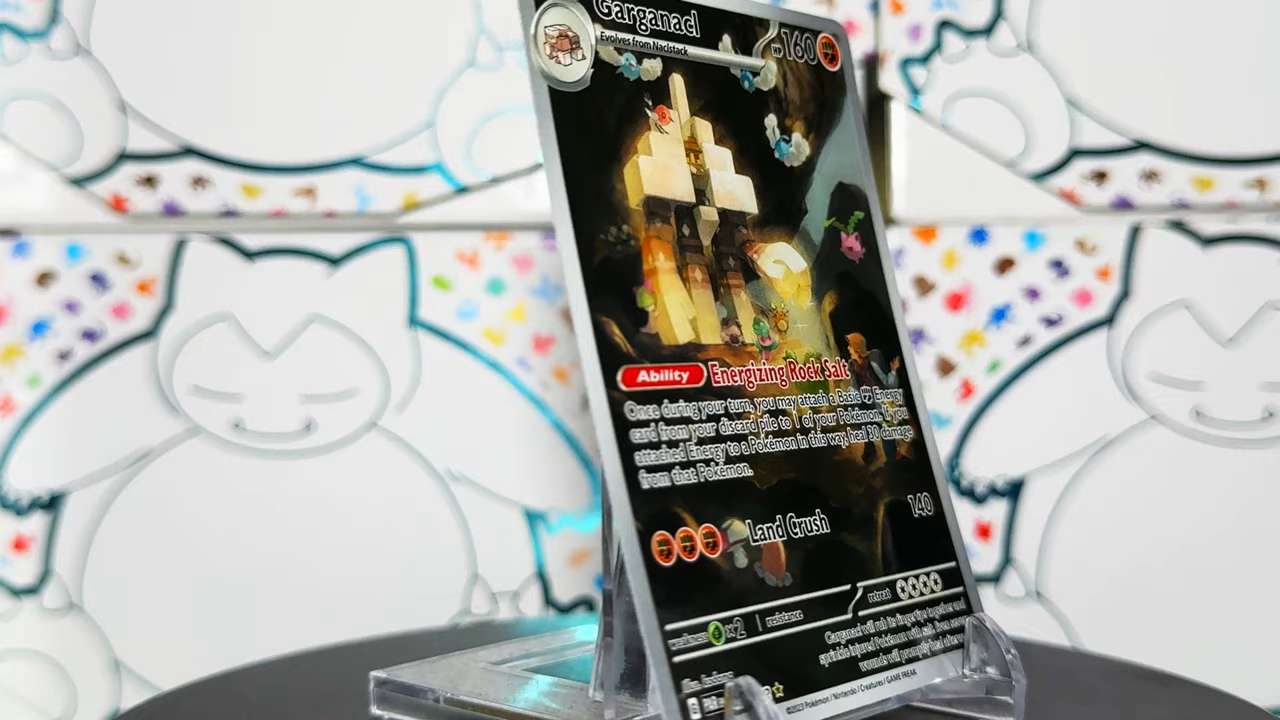 Garganacl
HP 160
Evolves from Naclstack
Ability Energizing Rock Salt
Once during your turn, you may attach a Basic Energy
card from your discard pile to 1 of your Pokémon. If you
attached Energy to a Pokémon in this way, heal 30 damage
from that Pokémon.
Land Crush 140
weakness x2 resistance retreat
Garganacl will rub its fingertips together and
sprinkle injured Pokémon with salt. Even severe
wounds will promptly heal afterward
©2023 Pokémon / Nintendo / Creatures / GAME FREAK